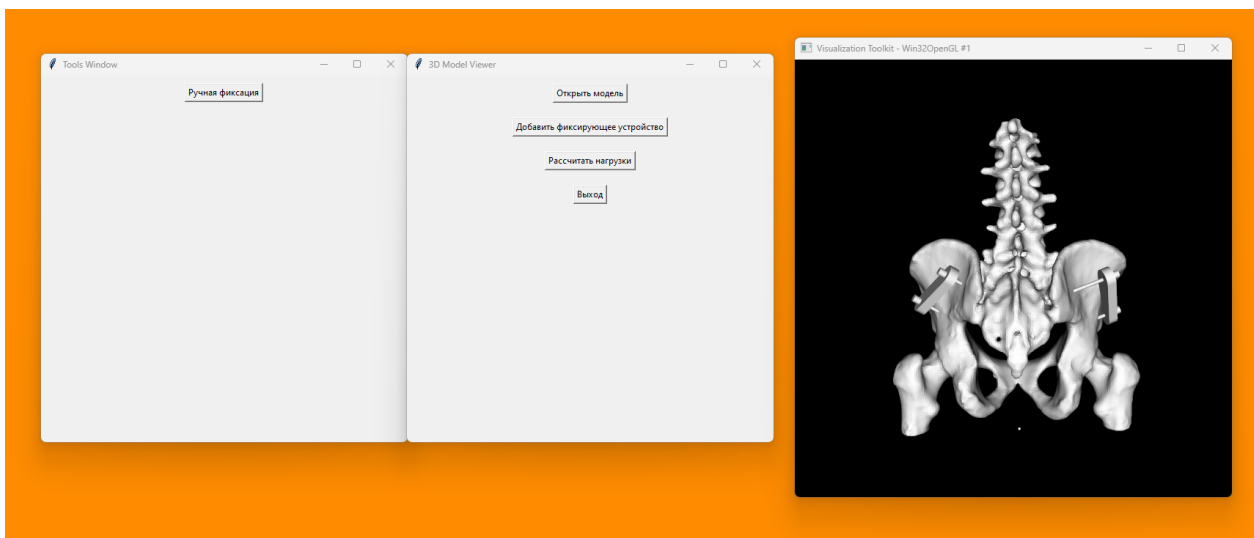 Tools Window
Ручная фиксация
3D Model Viewer
Открыть модель
Добавить фиксирующее устройство
Рассчитать нагрузки
Выход
Visualization Toolkit - Win32OpenGL #1